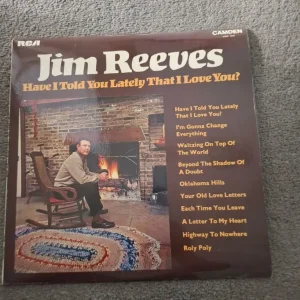 RCA
CAMDEN
Jim Reeves
Have I Told You Lately That I Love You?
Have I Told You Lately
That I Love You?
I'm Gonna Change
Everything
Waltzing On Top Of
The World
Beyond The Shadow Of
A Doubt
Oklahoma Hills
Your Old Love Letters
Each Time You Leave
A Letter To My Heart
Highway To Nowhere
Roly Poly